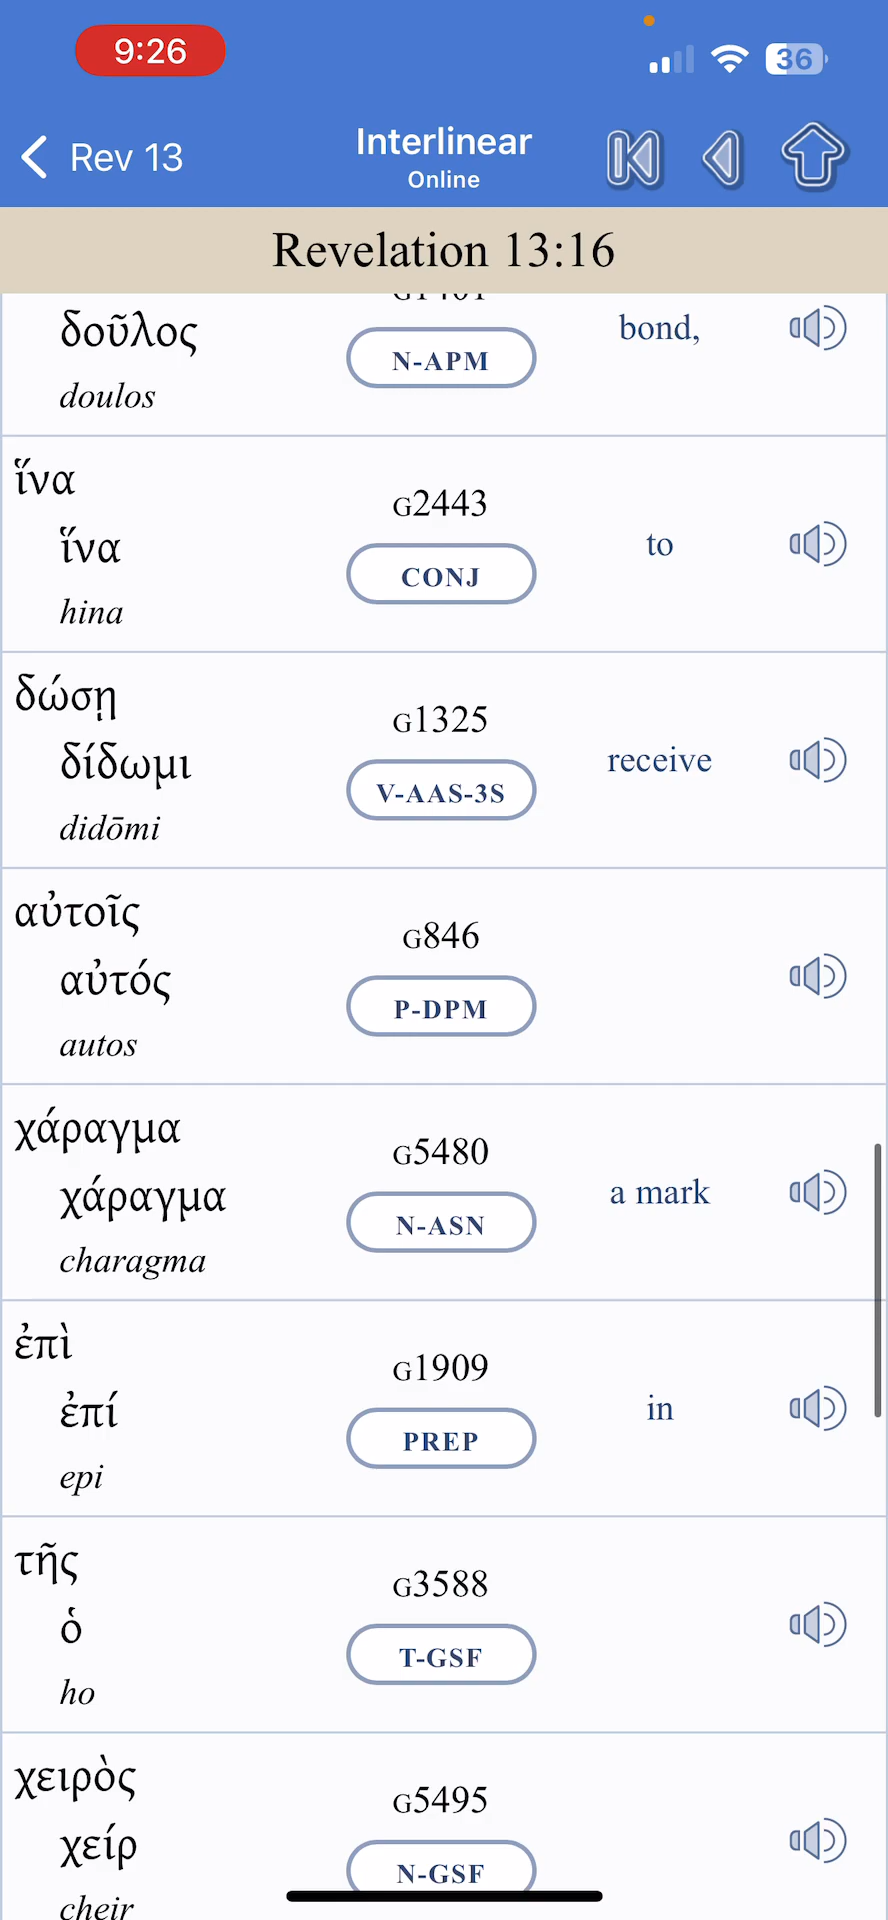 9:26
36
Rev 13
Interlinear
Online
Revelation 13:16
δοῦλος
doulos
G1401
N-APM
bond,
ἵνα
ἵνα
hina
G2443
CONJ
to
δώσῃ
δίδωμι
didōmi
G1325
V-AAS-3S
receive
αὐτοῖς
αὐτός
autos
G846
P-DPM
χάραγμα
χάραγμα
charagma
G5480
N-ASN
a mark
ἐπὶ
ἐπί
epi
G1909
PREP
in
τῆς
ὁ
ho
G3588
T-GSF
χειρὸς
χείρ
cheir
G5495
N-GSF